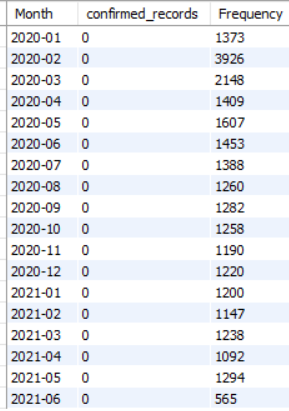 Month confirmed_records Frequency
2020-01 0 1373
2020-02 0 3926
2020-03 0 2148
2020-04 0 1409
2020-05 0 1607
2020-06 0 1453
2020-07 0 1388
2020-08 0 1260
2020-09 0 1282
2020-10 0 1258
2020-11 0 1190
2020-12 0 1220
2021-01 0 1200
2021-02 0 1147
2021-03 0 1238
2021-04 0 1092
2021-05 0 1294
2021-06 0 565